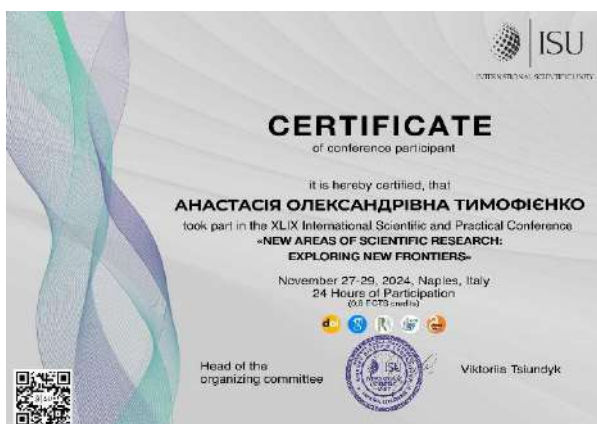 ISU
INTERNATIONAL SCIENTIFIC UNITY
CERTIFICATE
of conference participant
it is hereby certified, that
АНАСТАСІЯ ОЛЕКСАНДРІВНА ТИМОФІЄНКО
took part in the XLIX International Scientific and Practical Conference
«NEW AREAS OF SCIENTIFIC RESEARCH:
EXPLORING NEW FRONTIERS»
November 27-29, 2024, Naples, Italy
24 Hours of Participation
(0,8 ECTS credits)
Head of the
organizing committee
ISU
Viktoriia Tsiundyk